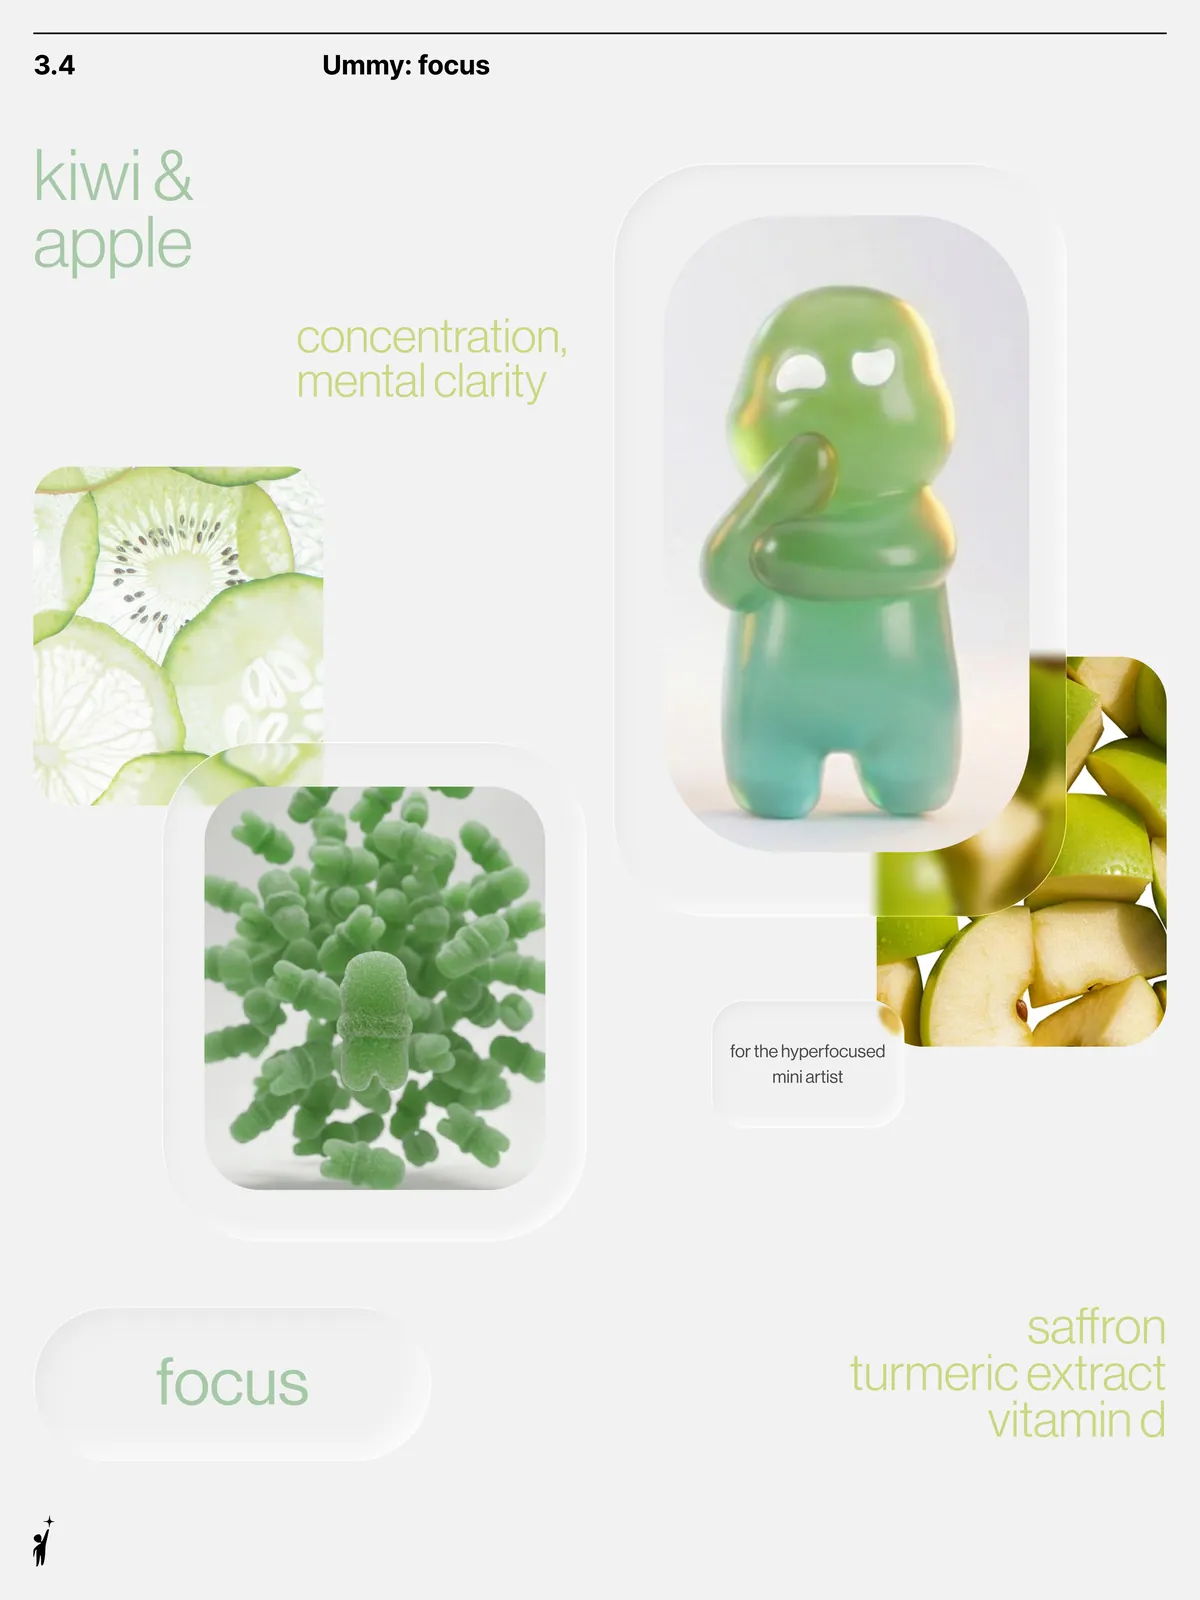 3.4
Ummy: focus
kiwi &
apple
concentration,
mental clarity
for the hyperfocused
mini artist
focus
saffron
turmeric extract
vitamin d